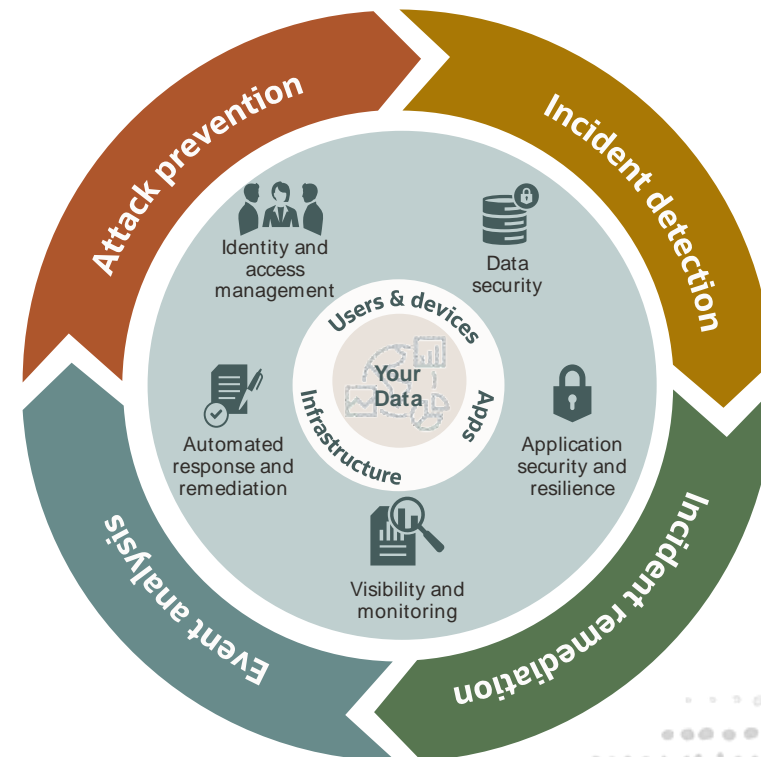 Attack prevention
Incident detection
Incident remediation
Event analysis
Identity and
access
management
Data
security
Application
security and
resilience
Visibility and
monitoring
Automated
response and
remediation
Users & devices
Apps
Infrastructure
Your
Data